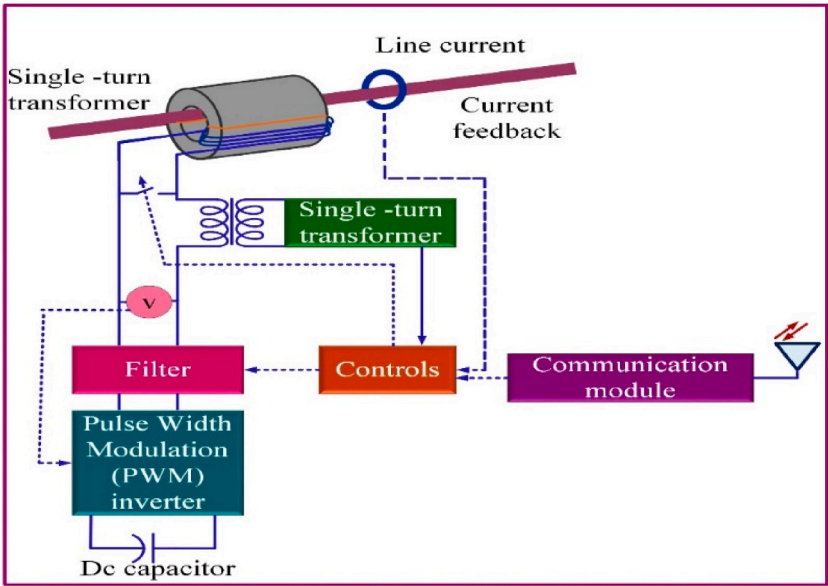 Line current
Single -turn
transformer
Current
feedback
Single -turn
transformer
V
Filter
Controls
Communication
module
Pulse Width
Modulation
(PWM)
inverter
Dc capacitor